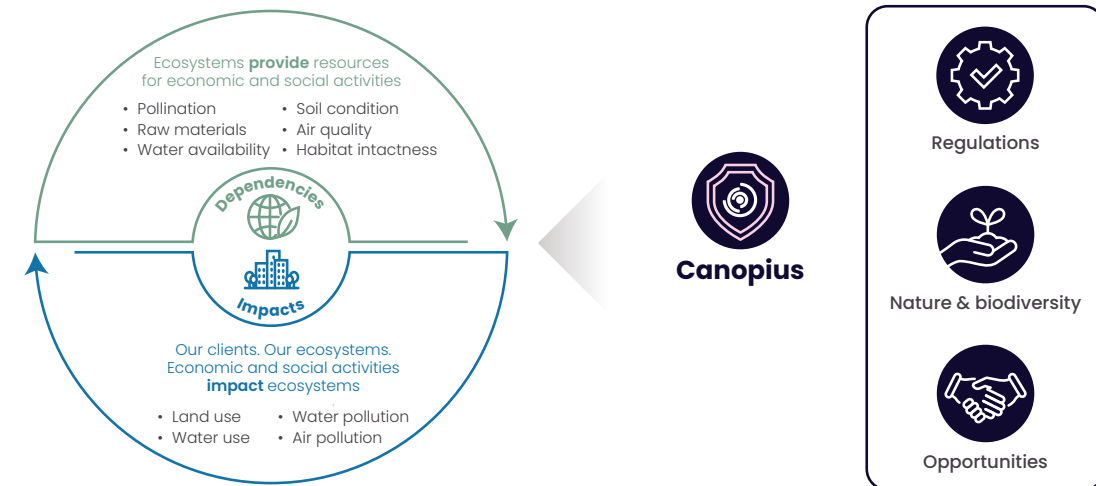 Ecosystems provide resources
for economic and social activities
• Pollination
• Raw materials
• Water availability
• Soil condition
• Air quality
• Habitat intactness
Dependencies
Impacts
Our clients. Our ecosystems.
Economic and social activities
impact ecosystems
• Land use
• Water use
• Water pollution
• Air pollution
Canopius
Regulations
Nature & biodiversity
Opportunities